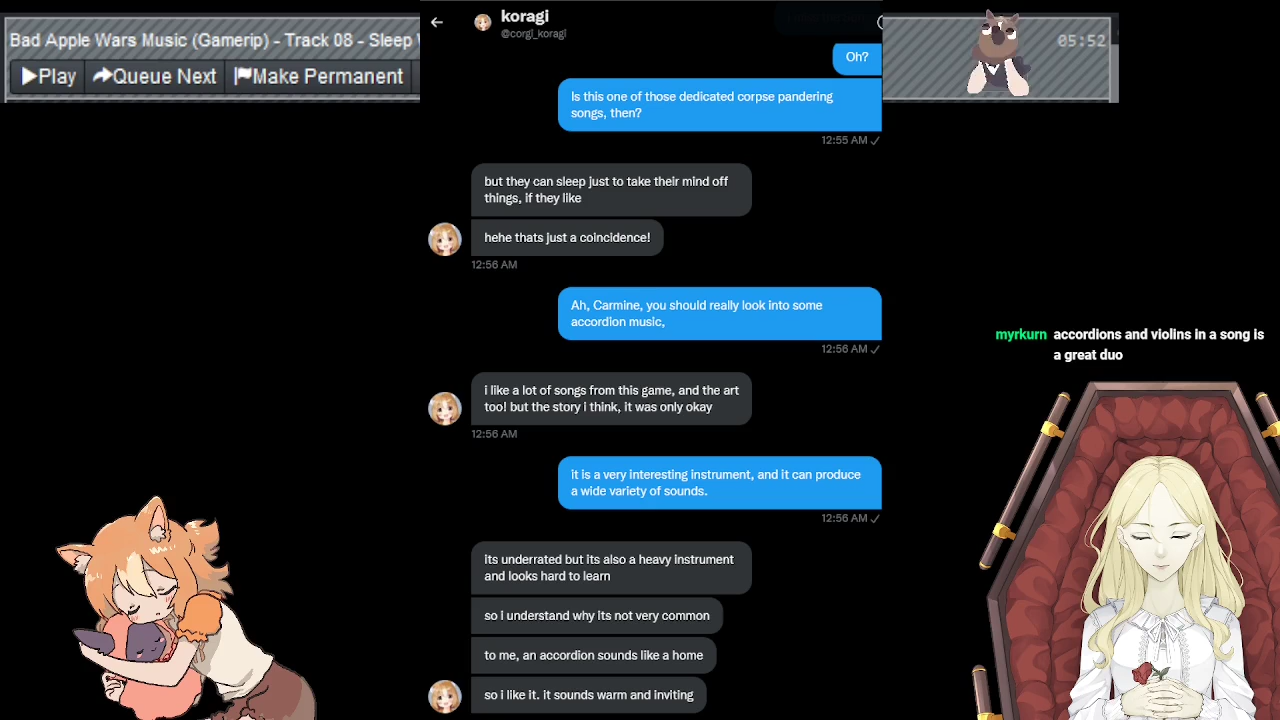 Bad Apple Wars Music (Gamerip) - Track 08 - Sleep
Play Queue Next Make Permanent
koragi
@corgi_koragi
05:52
Oh?
Is this one of those dedicated corpse pandering
songs, then?
12:55 AM
but they can sleep just to take their mind off
things, if they like
hehe thats just a coincidence!
12:56 AM
Ah, Carmine, you should really look into some
accordion music,
12:56 AM
myrkurn accordions and violins in a song is
a great duo
i like a lot of songs from this game, and the art
too! but the story i think, it was only okay
12:56 AM
it is a very interesting instrument, and it can produce
a wide variety of sounds.
12:56 AM
its underrated but its also a heavy instrument
and looks hard to learn
so i understand why its not very common
to me, an accordion sounds like a home
so i like it. it sounds warm and inviting